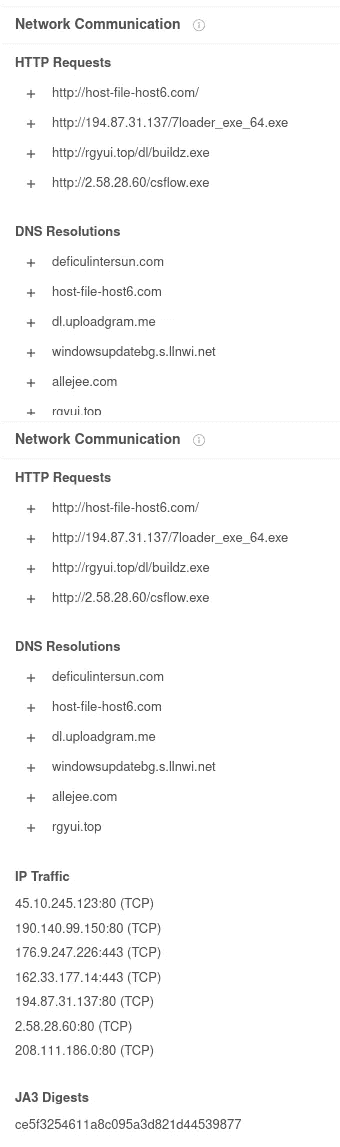 Network Communication
HTTP Requests
+ http://host-file-host6.com/
+ http://194.87.31.137/7loader_exe_64.exe
+ http://rgyui.top/dl/buildz.exe
+ http://2.58.28.60/csflow.exe
DNS Resolutions
+ deficulintersun.com
+ host-file-host6.com
+ dl.uploadgram.me
+ windowsupdatebg.s.llnwi.net
+ allejee.com
+ rgyui.top
Network Communication
HTTP Requests
+ http://host-file-host6.com/
+ http://194.87.31.137/7loader_exe_64.exe
+ http://rgyui.top/dl/buildz.exe
+ http://2.58.28.60/csflow.exe
DNS Resolutions
+ deficulintersun.com
+ host-file-host6.com
+ dl.uploadgram.me
+ windowsupdatebg.s.llnwi.net
+ allejee.com
+ rgyui.top
IP Traffic
45.10.245.123:80 (TCP)
190.140.99.150:80 (TCP)
176.9.247.226:443 (TCP)
162.33.177.14:443 (TCP)
194.87.31.137:80 (TCP)
2.58.28.60:80 (TCP)
208.111.186.0:80 (TCP)
JA3 Digests
ce5f3254611a8c095a3d821d44539877